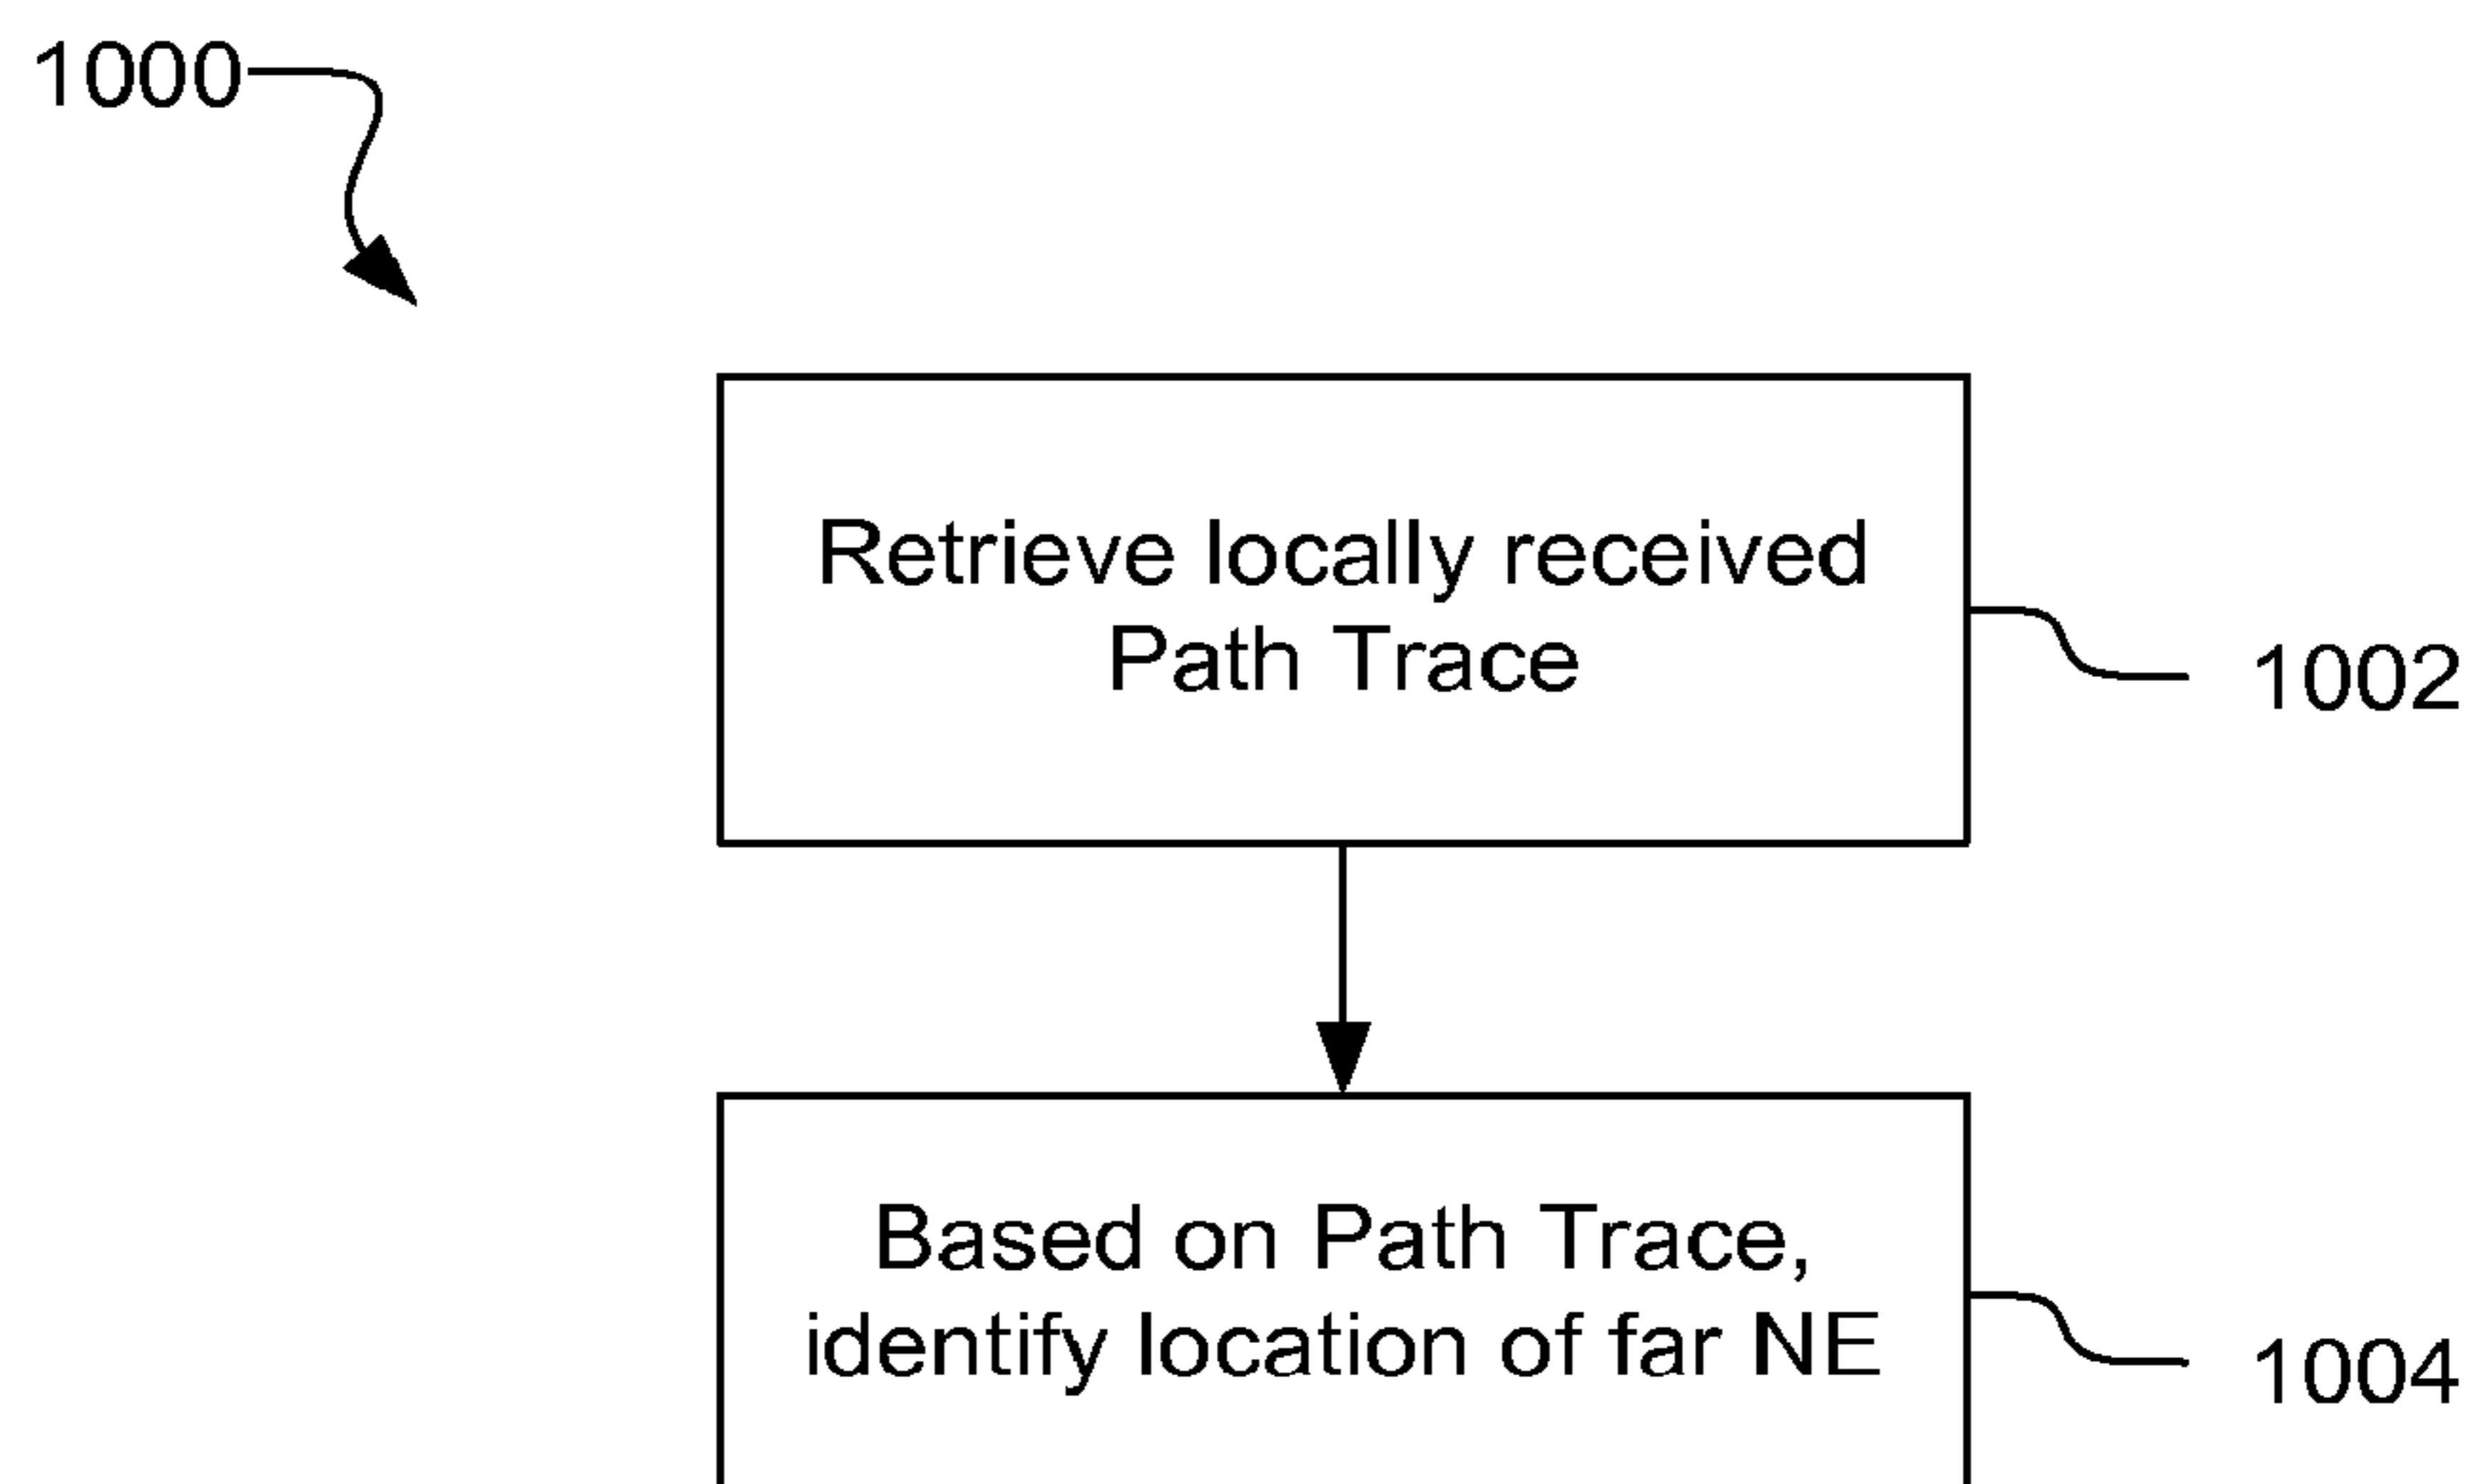 1000
Retrieve locally received
Path Trace
1002
Based on Path Trace,
identify location of far NE
1004